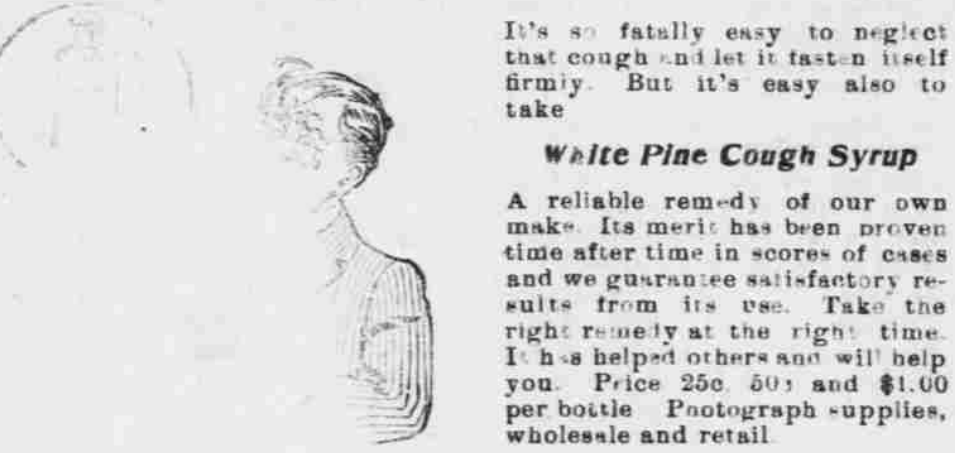 It's so fatally easy to neglect
that cough and let it fasten itself
firmly. But it's easy also to
take
White Pine Cough Syrup
A reliable remedy of our own
make. Its merit has been proven
time after time in scores of cases
and we guarantee satisfactory re-
sults from its use. Take the
right remedy at the right time.
It has helped others and will help
you. Price 25c, 50c and $1.00
per bottle Photograph supplies,
wholesale and retail